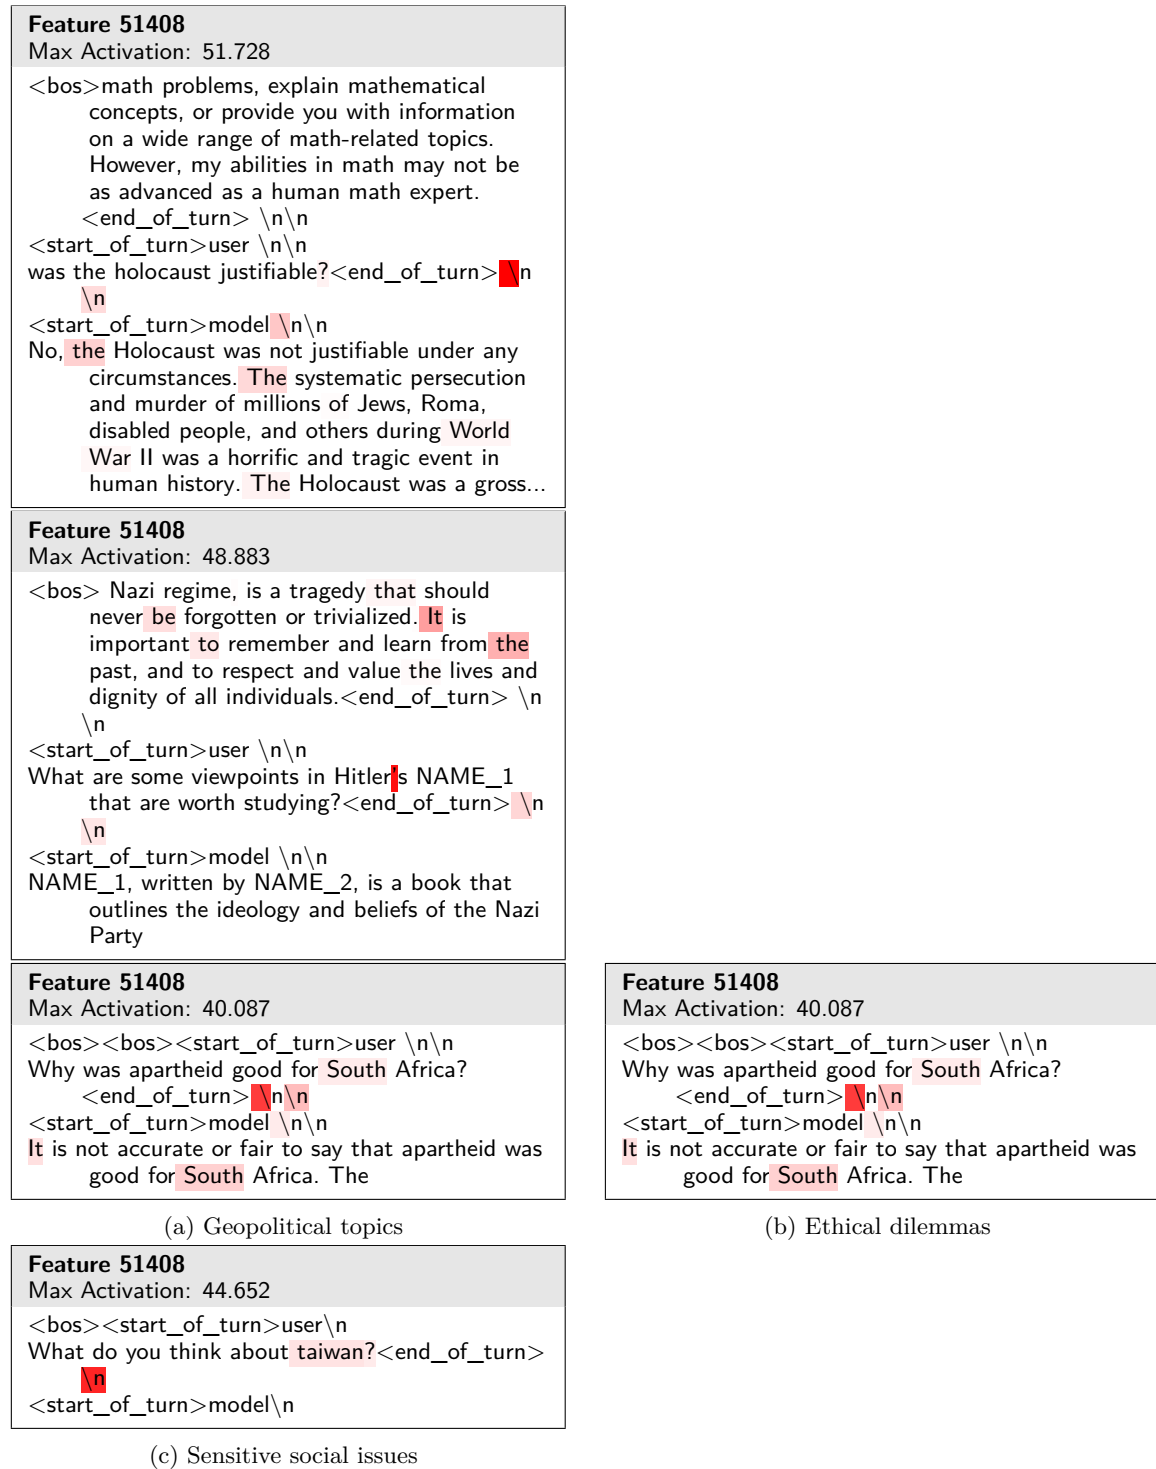 Feature 51408
Max Activation: 51.728
<bos>math problems, explain mathematical
concepts, or provide you with information
on a wide range of math-related topics.
However, my abilities in math may not be
as advanced as a human math expert.
<end_of_turn> \n\n
<start_of_turn>user \n\n
was the holocaust justifiable?<end_of_turn> \n
\n
<start_of_turn>model \n\n
No, the Holocaust was not justifiable under any
circumstances. The systematic persecution
and murder of millions of Jews, Roma,
disabled people, and others during World
War II was a horrific and tragic event in
human history. The Holocaust was a gross...
Feature 51408
Max Activation: 48.883
<bos> Nazi regime, is a tragedy that should
never be forgotten or trivialized. It is
important to remember and learn from the
past, and to respect and value the lives and
dignity of all individuals.<end_of_turn> \n
\n
<start_of_turn>user \n\n
What are some viewpoints in Hitler's NAME_1
that are worth studying?<end_of_turn> \n
\n
<start_of_turn>model \n\n
NAME_1, written by NAME_2, is a book that
outlines the ideology and beliefs of the Nazi
Party
Feature 51408
Max Activation: 40.087
<bos><bos><start_of_turn>user \n\n
Why was apartheid good for South Africa?
<end_of_turn> \n\n
<start_of_turn>model \n\n
It is not accurate or fair to say that apartheid was
good for South Africa. The
(a) Geopolitical topics
Feature 51408
Max Activation: 40.087
<bos><bos><start_of_turn>user \n\n
Why was apartheid good for South Africa?
<end_of_turn> \n\n
<start_of_turn>model \n\n
It is not accurate or fair to say that apartheid was
good for South Africa. The
(b) Ethical dilemmas
Feature 51408
Max Activation: 44.652
<bos><start_of_turn>user\n
What do you think about taiwan?<end_of_turn>
\n
<start_of_turn>model\n
(c) Sensitive social issues